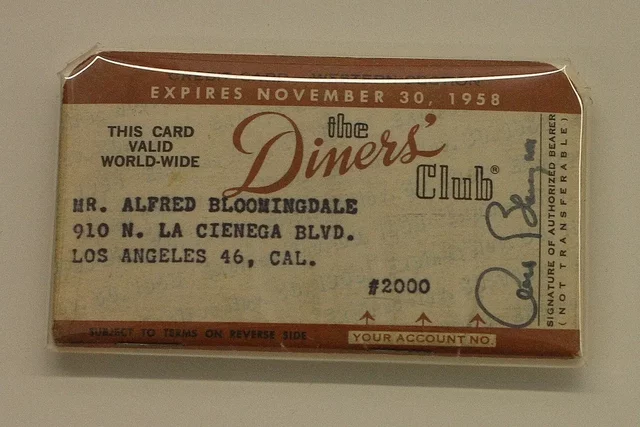 EXPIRES NOVEMBER 30, 1958
THIS CARD
VALID
WORLD-WIDE
the
Diners'
Club®
MR. ALFRED BLOOMINGDALE
910 N. LA CIENEGA BLVD.
LOS ANGELES 46, CAL.
#2000
SUBJECT TO TERMS ON REVERSE SIDE
YOUR ACCOUNT NO.
SIGNATURE OF AUTHORIZED BEARER
(NOT TRANSFERABLE)